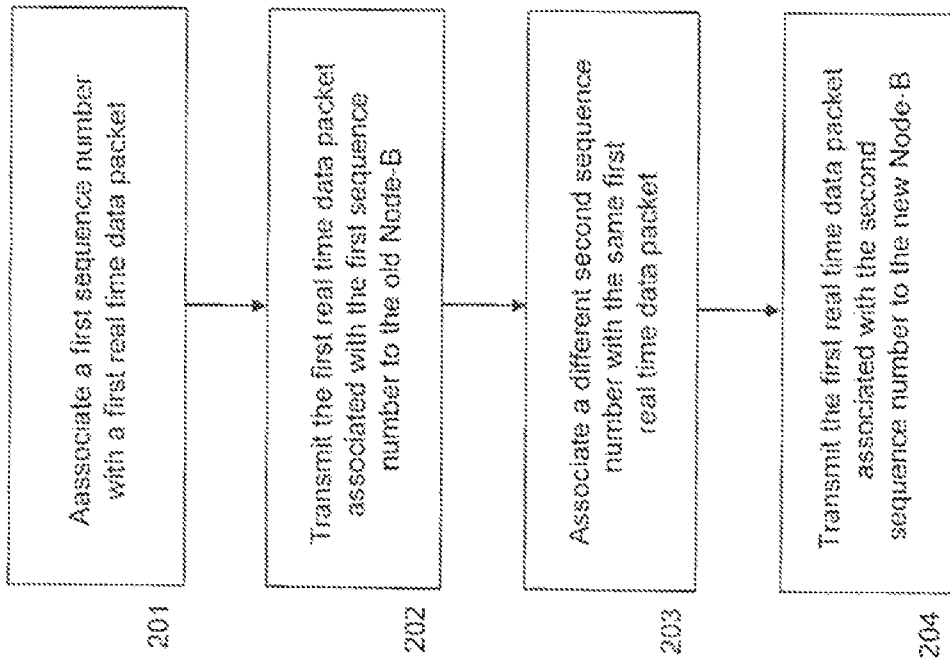 Aassociate a first sequence number
with a first real time data packet
201
Transmit the first real time data packet
associated with the first sequence
number to the old Node-B
202
Associate a different second sequence
number with the same first
real time data packet
203
Transmit the first real time data packet
associated with the second
sequence number to the new Node-B
204